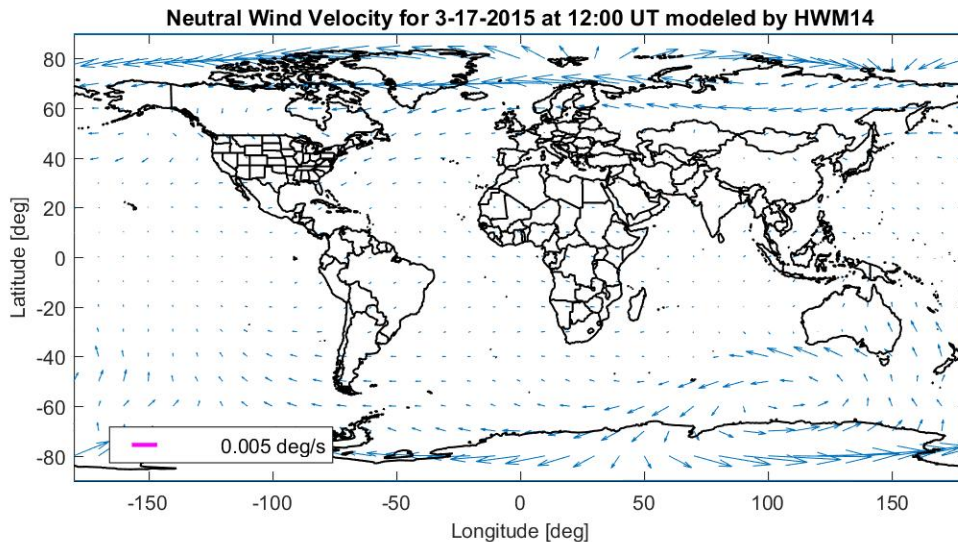 Neutral Wind Velocity for 3-17-2015 at 12:00 UT modeled by HWM14
80
60
40
20
0
-20
-40
-60
-80
Latitude [deg]
0.005 deg/s
-150 -100 -50 0 50 100 150
Longitude [deg]